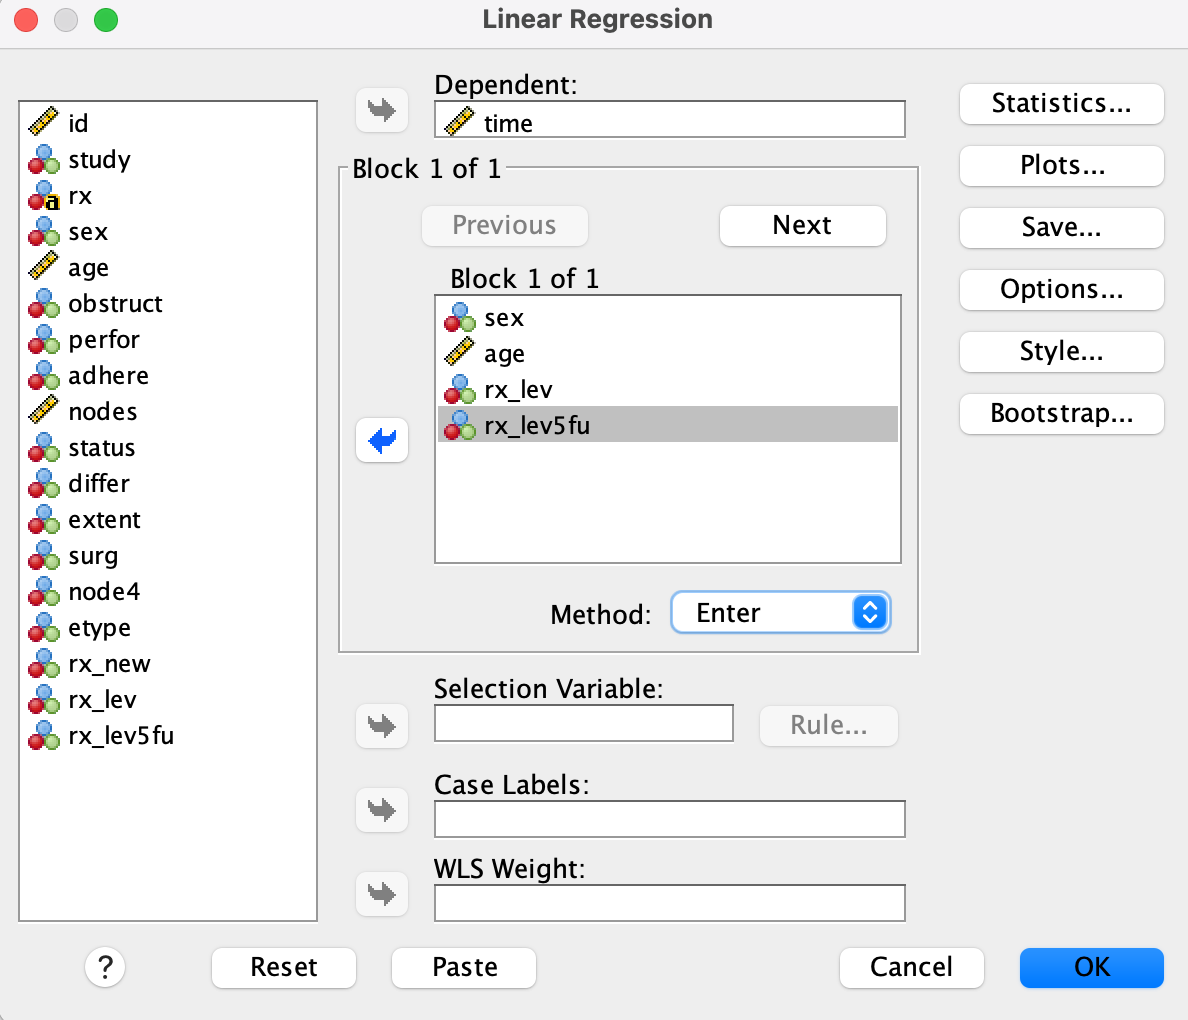 Linear Regression
id
study
rx
sex
age
obstruct
perfor
adhere
nodes
status
differ
extent
surg
node4
etype
rx_new
rx_lev
rx_lev5fu
Dependent:
time
Block 1 of 1
Previous
Next
Block 1 of 1
sex
age
rx_lev
rx_lev5fu
Method: Enter
Selection Variable:
Rule...
Case Labels:
WLS Weight:
Statistics...
Plots...
Save...
Options...
Style...
Bootstrap...
?
Reset
Paste
Cancel
OK